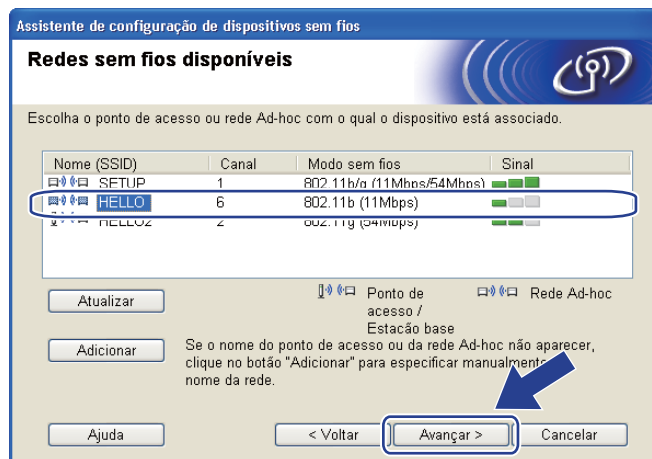 Assistente de configuração de dispositivos sem fios
Redes sem fios disponíveis
Escolha o ponto de acesso ou rede Ad-hoc com o qual o dispositivo está associado.
Nome (SSID) Canal Modo sem fios Sinal
SETUP 1 802.11b/g (11Mbps/54Mbps)
HELLO 6 802.11b (11Mbps)
HELLO2 2 802.11g (54Mbps)
Atualizar
Ponto de
acesso /
Estacão base
Rede Ad-hoc
Adicionar
Se o nome do ponto de acesso ou da rede Ad-hoc não aparecer,
clique no botão "Adicionar" para especificar manualmente
nome da rede.
Ajuda < Voltar Avançar > Cancelar